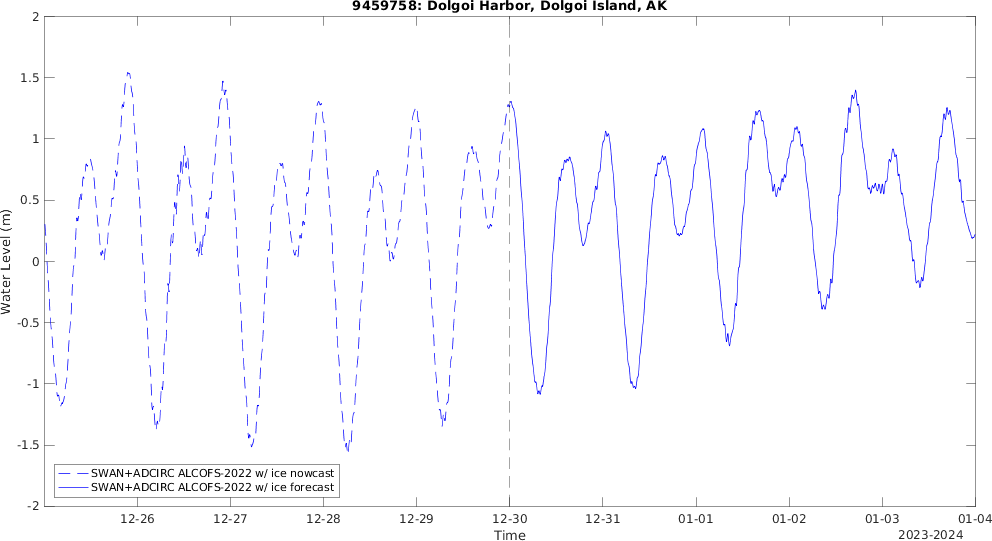 9459758: Dolgoi Harbor, Dolgoi Island, AK
2
1.5
1
0.5
0
-0.5
-1
-1.5
-2
Water Level (m)
SWAN+ADCIRC ALCOFS-2022 w/ ice nowcast
SWAN+ADCIRC ALCOFS-2022 w/ ice forecast
12-26 12-27 12-28 12-29 12-30 12-31 01-01 01-02 01-03 01-04
Time
2023-2024